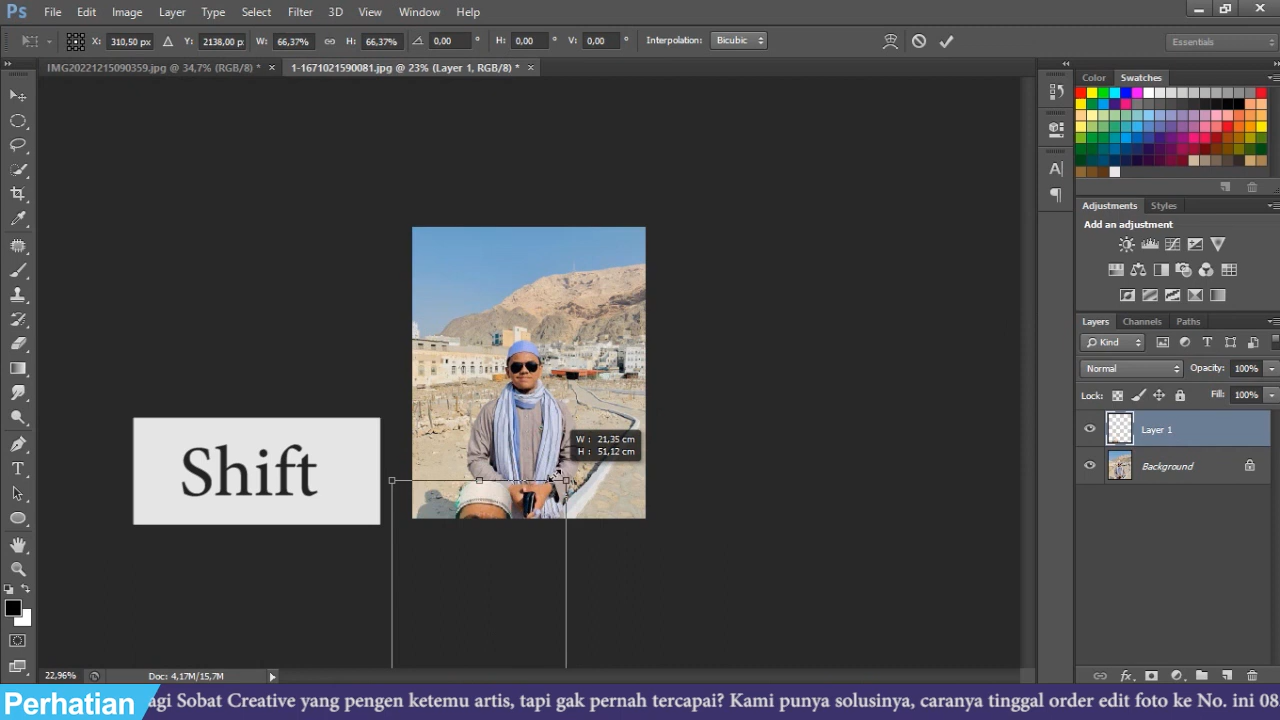 Ps File Edit Image Layer Type Select Filter 3D View Window Help
X: 310,50 px Y: 2138,00 px W: 66,37% H: 66,37% 0,00 ° H: 0,00 ° V: 0,00 ° Interpolation: Bicubic Essentials
IMG20221215090359.jpg @ 34,7% (RGB/8) * × 1-1671021590081.jpg @ 23% (Layer 1, RGB/8) * ×
Color Swatches
Adjustments Styles
Add an adjustment
Layers Channels Paths
Kind
Normal Opacity: 100%
Lock: Fill: 100%
Layer 1
Background
W : 21,35 cm
H : 51,12 cm
Shift
22,96% Doc: 4,17M/15,7M
Perhatian agi Sobat Creative yang pengen ketemu artis, tapi gak pernah tercapai? Kami punya solusinya, caranya tinggal order edit foto ke No. ini 08